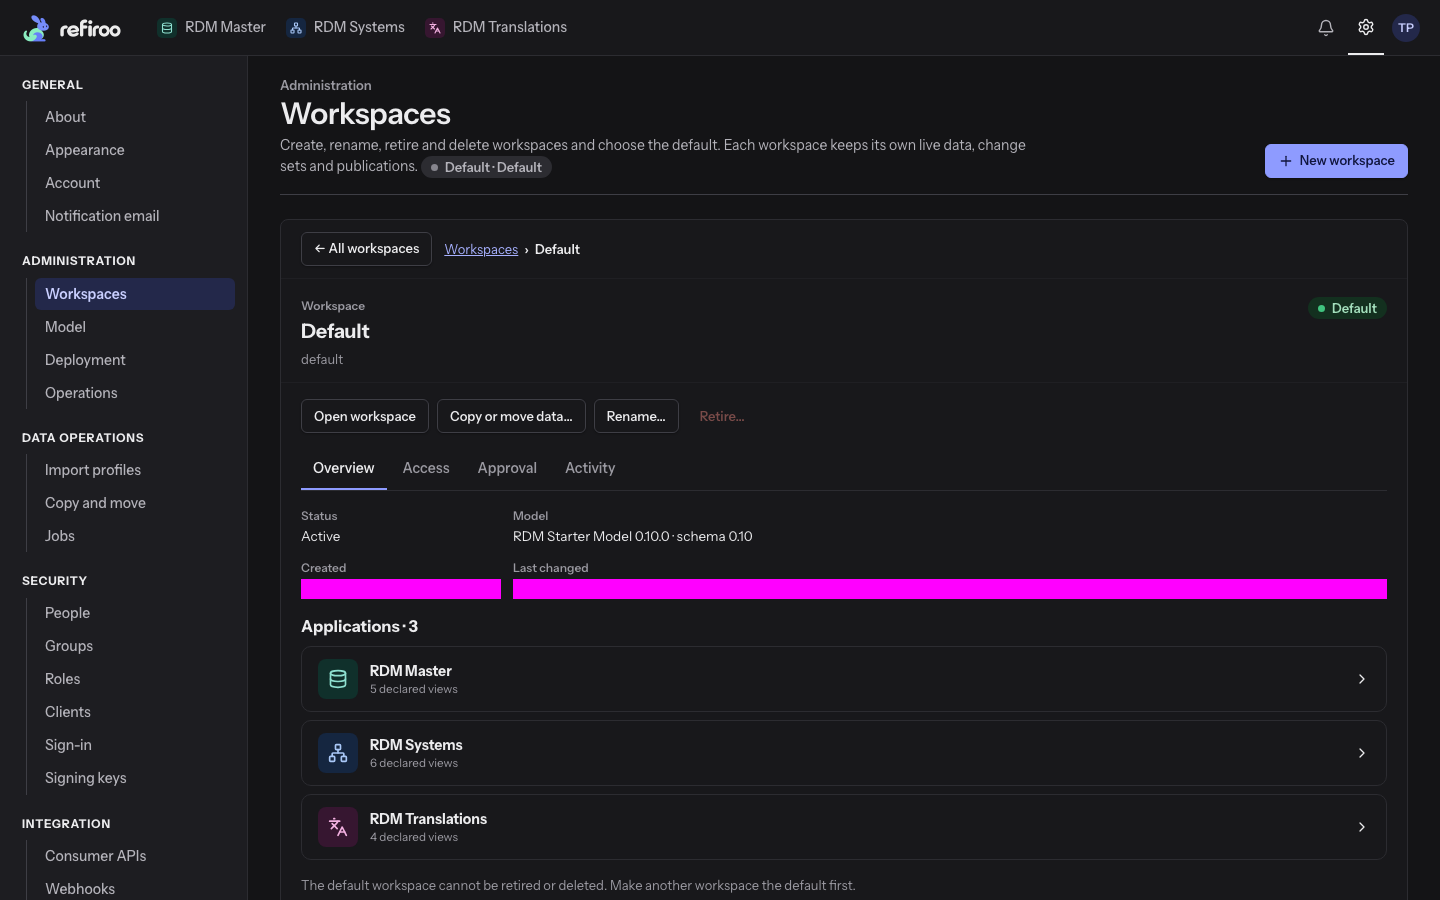 refiroo
RDM Master
RDM Systems
RDM Translations
TP
GENERAL
About
Appearance
Account
Notification email
ADMINISTRATION
Workspaces
Model
Deployment
Operations
DATA OPERATIONS
Import profiles
Copy and move
Jobs
SECURITY
People
Groups
Roles
Clients
Sign-in
Signing keys
INTEGRATION
Consumer APIs
Webhooks
Administration
Workspaces
Create, rename, retire and delete workspaces and choose the default. Each workspace keeps its own live data, change
sets and publications. Default · Default
+ New workspace
← All workspaces
Workspaces › Default
Workspace
Default
default
Default
Open workspace
Copy or move data...
Rename...
Retire...
Overview
Access
Approval
Activity
Status
Active
Model
RDM Starter Model 0.10.0 · schema 0.10
Created
Last changed
Applications · 3
RDM Master
5 declared views
RDM Systems
6 declared views
RDM Translations
4 declared views
The default workspace cannot be retired or deleted. Make another workspace the default first.